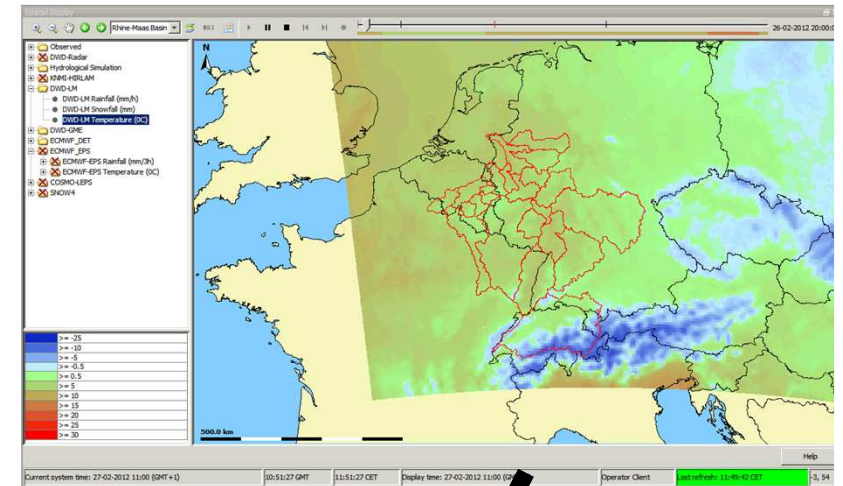 Spatial Display
Rhine-Maas Basin
26-02-2012 20:00:0
Observed
DWD-Radar
Hydrological Simulation
KNMI-HIRLAM
DWD-LM
DWD-LM Rainfall (mm/h)
DWD-LM Snowfall (mm)
DWD-LM Temperature (0C)
DWD-GME
ECMWF_DET
ECMWF_EPS
ECMWF-EPS Rainfall (mm/3h)
ECMWF-EPS Temperature (0C)
COSMO-LEPS
SNOW4
N
>= -25
>= -10
>= -5
>= -0.5
>= 0.5
>= 5
>= 10
>= 15
>= 20
>= 25
>= 30
500.0 km
Help
Current system time: 27-02-2012 11:00 (GMT+1)
10:51:27 GMT
11:51:27 CET
Display time: 27-02-2012 11:00
Operator Client
Last refresh: 11:49:42 CET
-3, 54